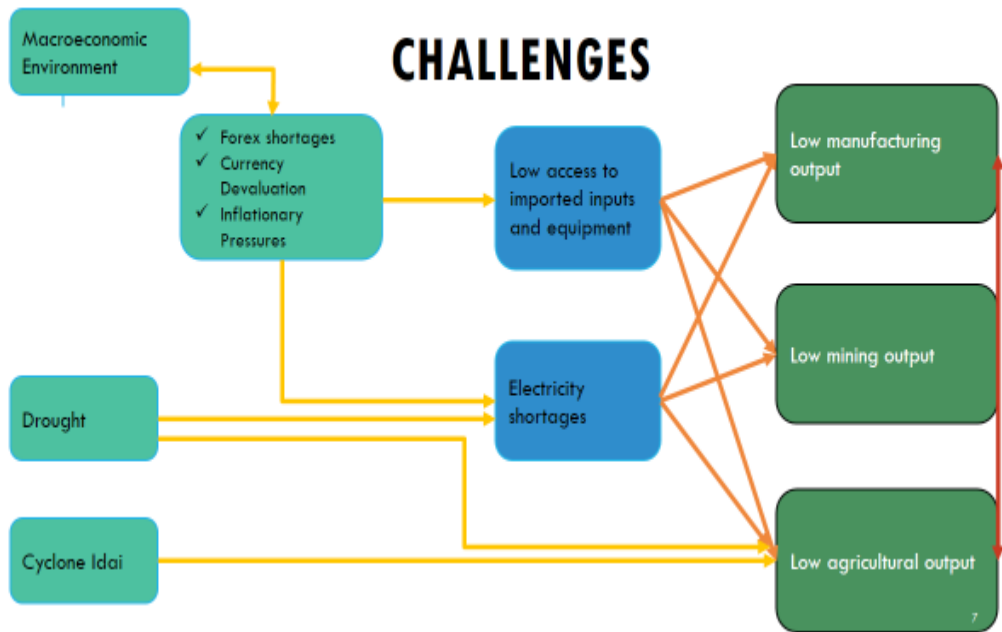 CHALLENGES
Macroeconomic
Environment
✓ Forex shortages
✓ Currency
Devaluation
✓ Inflationary
Pressures
Low access to
imported inputs
and equipment
Low manufacturing
output
Electricity
shortages
Low mining output
Drought
Cyclone Idai
Low agricultural output
7